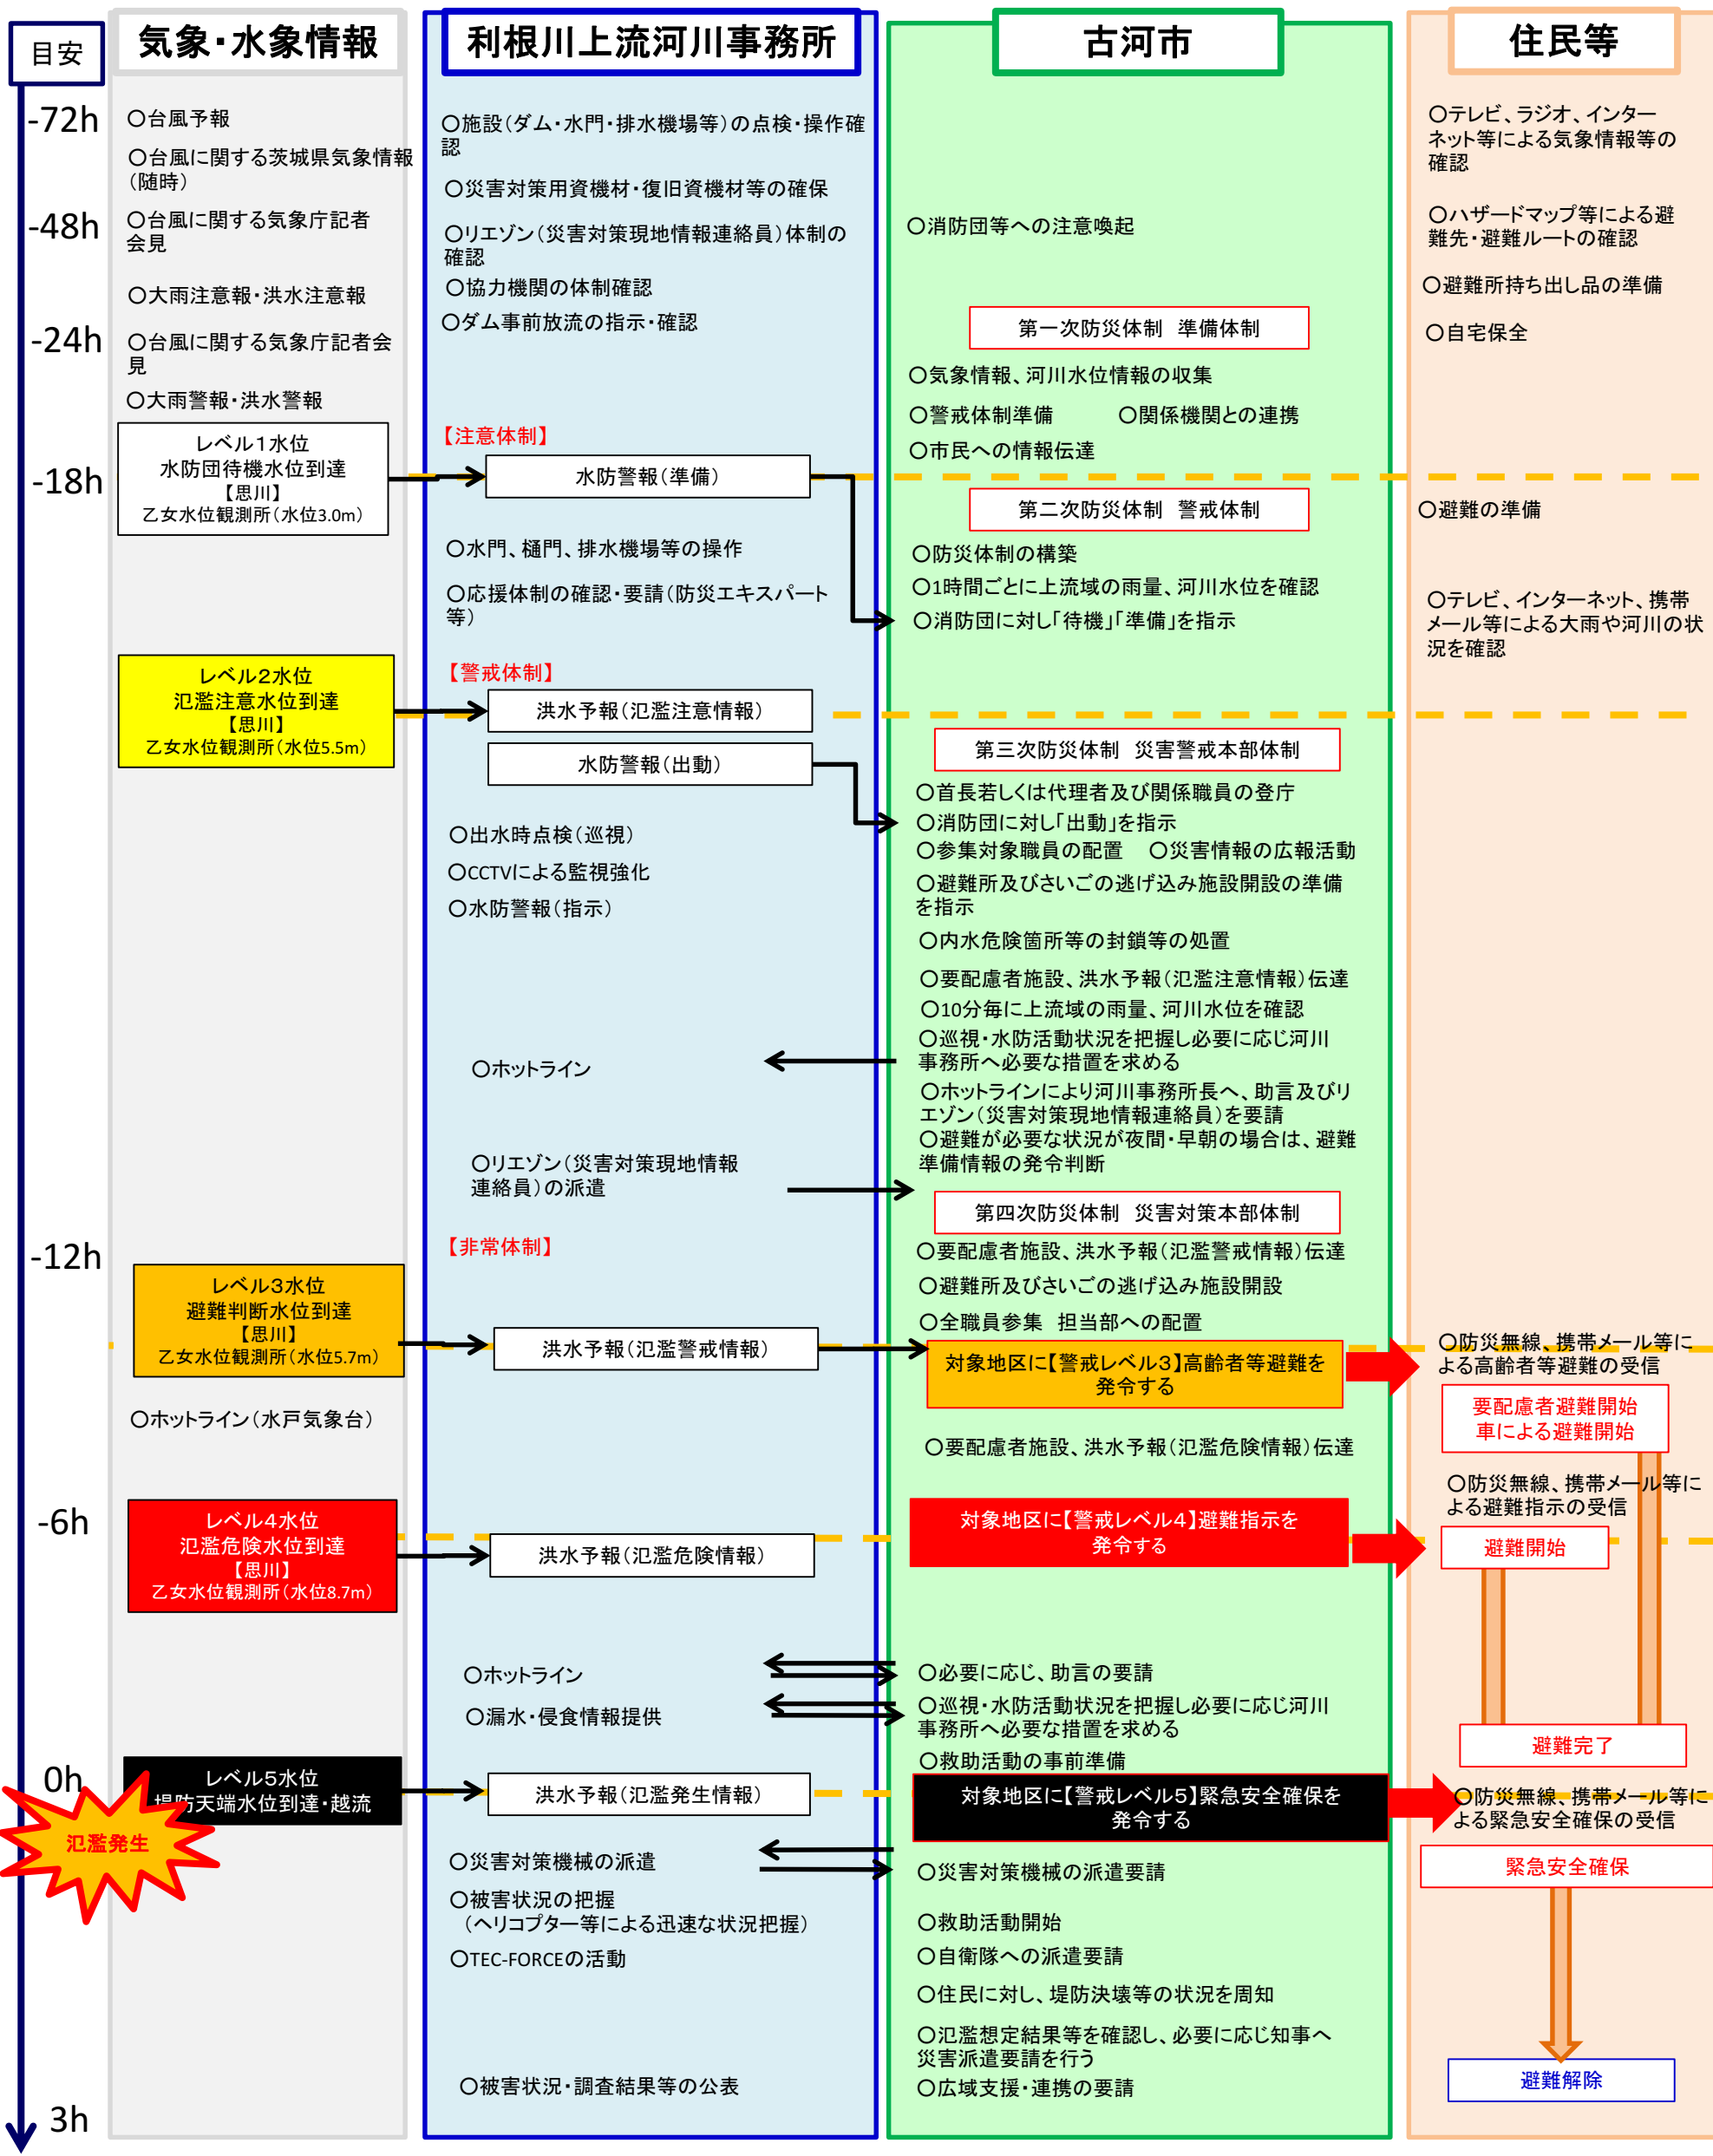 目安
-72h
-48h
-24h
-18h
-12h
-6h
0h
3h
気象・水象情報
○台風予報
○台風に関する茨城県気象情報
（随時）
○台風に関する気象庁記者
会見
○大雨注意報・洪水注意報
○台風に関する気象庁記者会
見
○大雨警報・洪水警報
レベル１水位
水防団待機水位到達
【思川】
乙女水位観測所（水位3.0m）
レベル２水位
氾濫注意水位到達
【思川】
乙女水位観測所（水位5.5m）
レベル３水位
避難判断水位到達
【思川】
乙女水位観測所（水位5.7m）
○ホットライン（水戸気象台）
レベル４水位
氾濫危険水位到達
【思川】
乙女水位観測所（水位8.7m）
レベル５水位
堤防天端水位到達・越流
氾濫発生
利根川上流河川事務所
○施設（ダム・水門・排水機場等）の点検・操作確
認
○災害対策用資機材・復旧資機材等の確保
○リエゾン（災害対策現地情報連絡員）体制の
確認
○協力機関の体制確認
○ダム事前放流の指示・確認
【注意体制】
水防警報（準備）
○水門、樋門、排水機場等の操作
○応援体制の確認・要請（防災エキスパート
等）
【警戒体制】
洪水予報（氾濫注意情報）
水防警報（出動）
○出水時点検（巡視）
○CCTVによる監視強化
○水防警報（指示）
○ホットライン
○リエゾン（災害対策現地情報
連絡員）の派遣
【非常体制】
洪水予報（氾濫警戒情報）
洪水予報（氾濫危険情報）
○ホットライン
○漏水・侵食情報提供
洪水予報（氾濫発生情報）
○災害対策機械の派遣
○被害状況の把握
（ヘリコプター等による迅速な状況把握）
○TEC-FORCEの活動
○被害状況・調査結果等の公表
古河市
○消防団等への注意喚起
第一次防災体制　準備体制
○気象情報、河川水位情報の収集
○警戒体制準備　○関係機関との連携
○市民への情報伝達
第二次防災体制　警戒体制
○防災体制の構築
○1時間ごとに上流域の雨量、河川水位を確認
○消防団に対し「待機」「準備」を指示
第三次防災体制　災害警戒本部体制
○首長若しくは代理者及び関係職員の登庁
○消防団に対し「出動」を指示
○参集対象職員の配置　○災害情報の広報活動
○避難所及びさいごの逃げ込み施設開設の準備
を指示
○内水危険箇所等の封鎖等の処置
○要配慮者施設、洪水予報（氾濫注意情報）伝達
○10分毎に上流域の雨量、河川水位を確認
○巡視・水防活動状況を把握し必要に応じ河川
事務所へ必要な措置を求める
○ホットラインにより河川事務所長へ、助言及びリ
エゾン（災害対策現地情報連絡員）を要請
○避難が必要な状況が夜間・早朝の場合は、避難
準備情報の発令判断
第四次防災体制　災害対策本部体制
○要配慮者施設、洪水予報（氾濫警戒情報）伝達
○避難所及びさいごの逃げ込み施設開設
○全職員参集　担当部への配置
対象地区に【警戒レベル３】高齢者等避難を
発令する
○要配慮者施設、洪水予報（氾濫危険情報）伝達
対象地区に【警戒レベル４】避難指示を
発令する
○必要に応じ、助言の要請
○巡視・水防活動状況を把握し必要に応じ河川
事務所へ必要な措置を求める
○救助活動の事前準備
対象地区に【警戒レベル５】緊急安全確保を
発令する
○災害対策機械の派遣要請
○救助活動開始
○自衛隊への派遣要請
○住民に対し、堤防決壊等の状況を周知
○氾濫想定結果等を確認し、必要に応じ知事へ
災害派遣要請を行う
○広域支援・連携の要請
住民等
○テレビ、ラジオ、インター
ネット等による気象情報等の
確認
○ハザードマップ等による避
難先・避難ルートの確認
○避難所持ち出し品の準備
○自宅保全
○避難の準備
○テレビ、インターネット、携帯
メール等による大雨や河川の状
況を確認
○防災無線、携帯メール等に
よる高齢者等避難の受信
要配慮者避難開始
車による避難開始
○防災無線、携帯メール等に
よる避難指示の受信
避難開始
避難完了
○防災無線、携帯メール等に
よる緊急安全確保の受信
緊急安全確保
避難解除